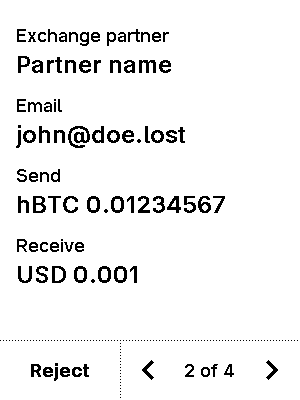 Exchange partner
Partner name
Email
john@doe.lost
Send
hBTC 0.01234567
Receive
USD 0.001
Reject
2 of 4